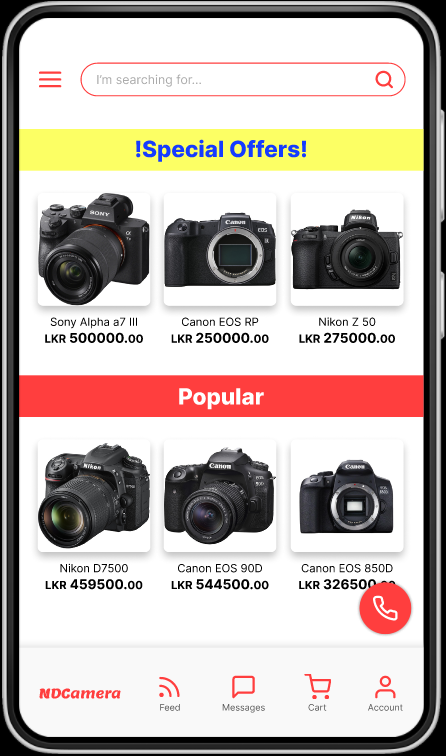 I'm searching for...
!Special Offers!
SONY
Canon
EOS
Nikon
Sony Alpha a7 III
Canon EOS RP
Nikon Z 50
LKR 500000.00
LKR 250000.00
LKR 275000.00
Popular
Nikon
Canon
Canon
Nikon D7500
Canon EOS 90D
Canon EOS 850D
LKR 459500.00
LKR 544500.00
LKR 326500
NDCamera
Feed
Messages
Cart
Account